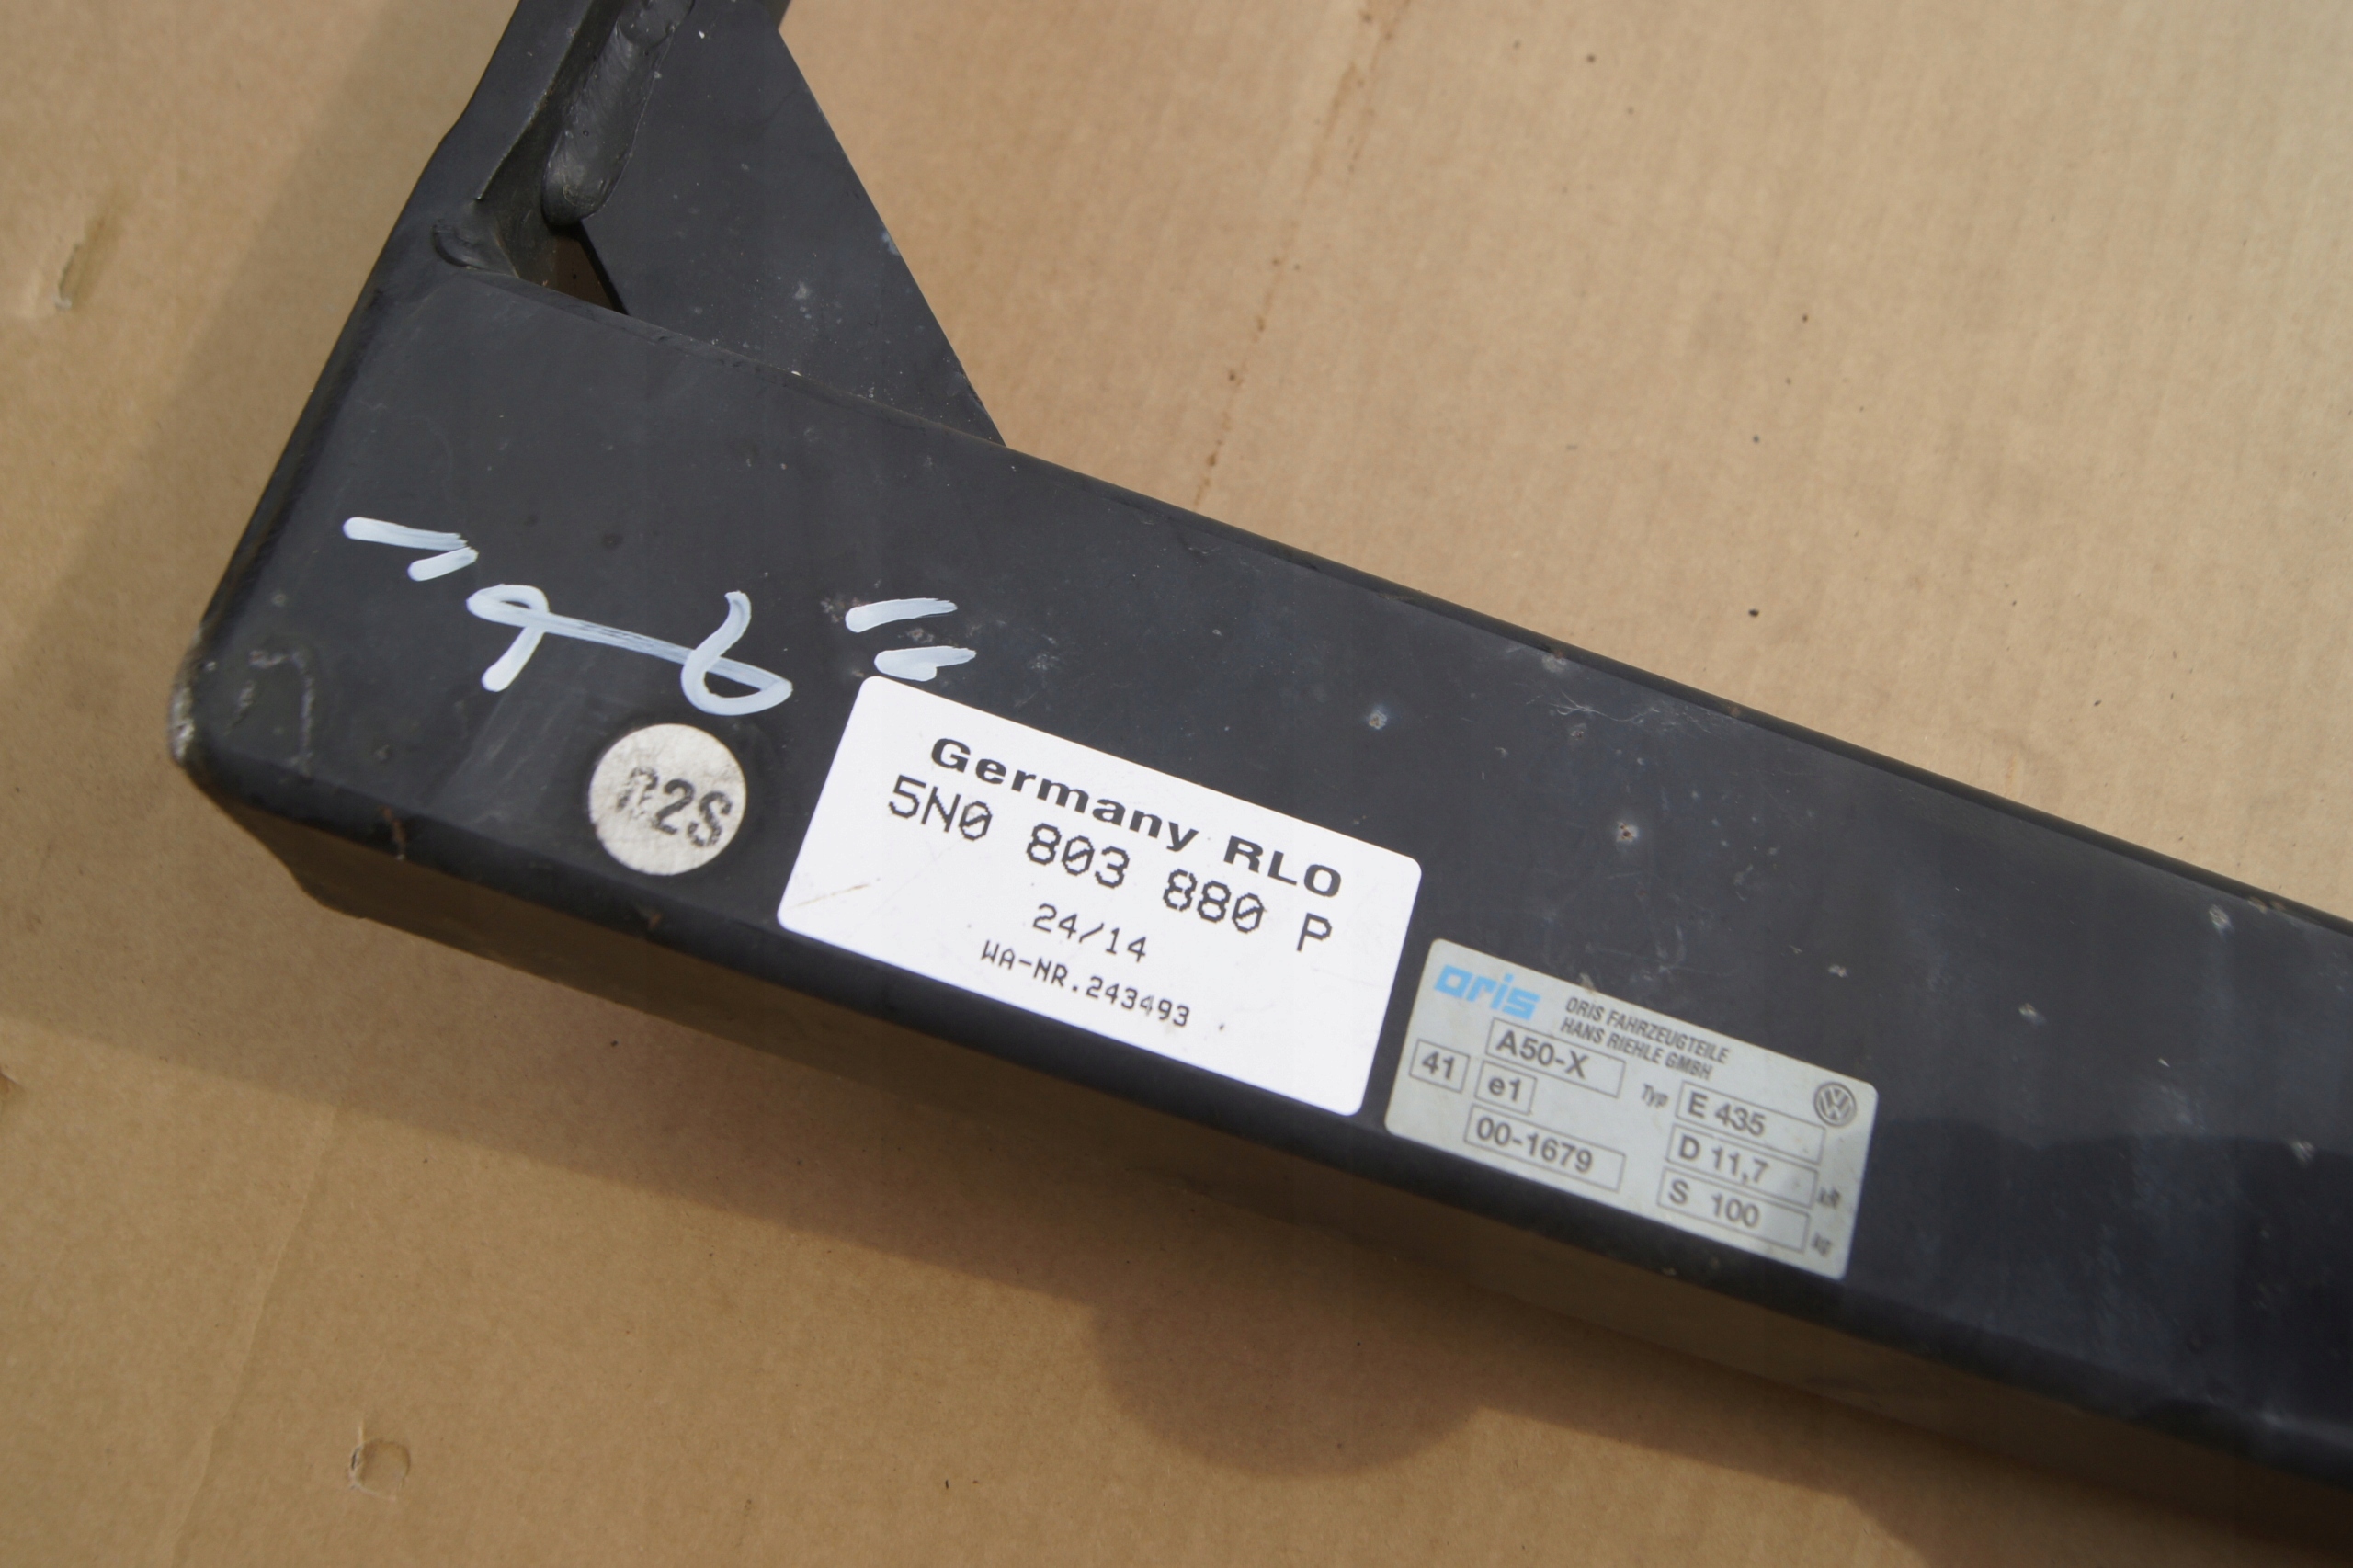 R2S
Germany RLO
5N0 803 880 P
24/14
WA-NR.243493
oris
ORIS FAHRZEUGTEILE
HANS RIEHLE GMBH
A50-X
41 e1
00-1679
Typ E 435
D 11,7 kN
S 100 kg